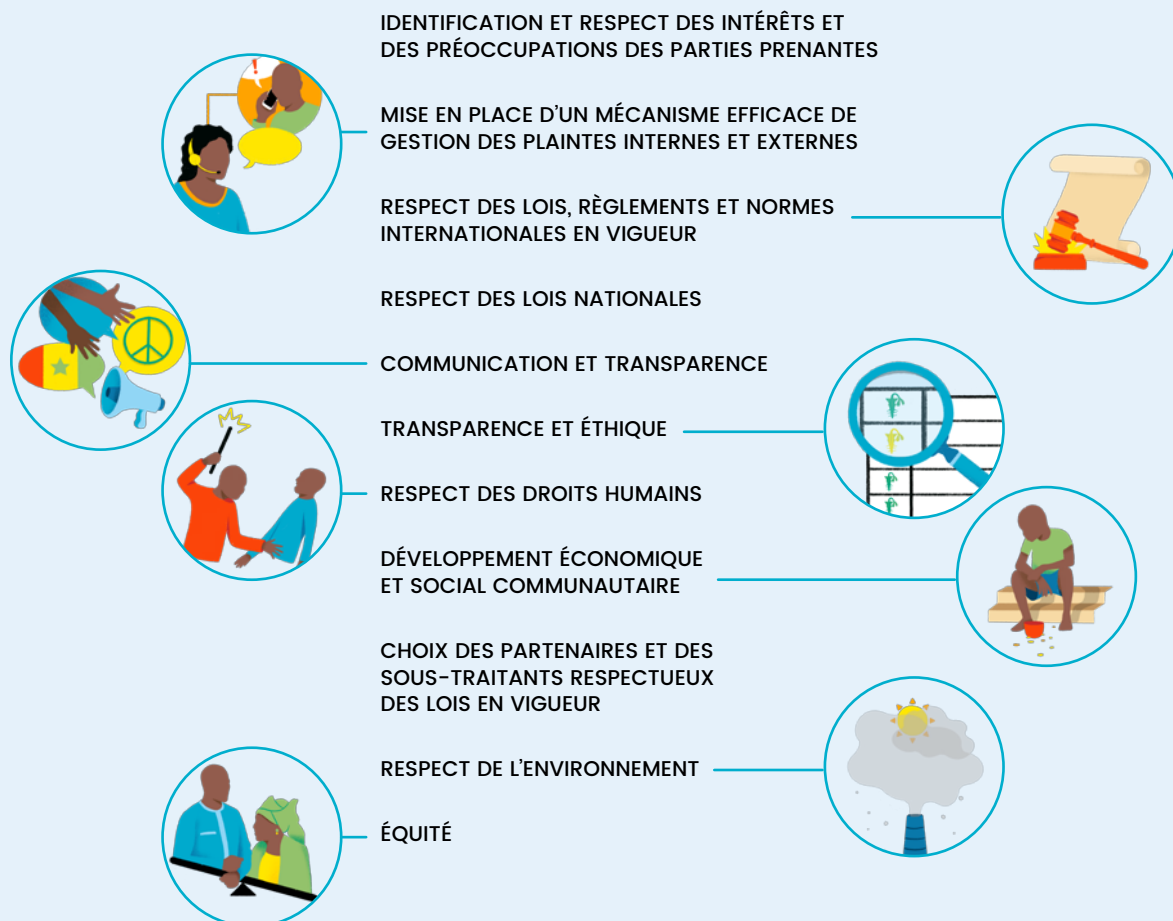 IDENTIFICATION ET RESPECT DES INTÉRÊTS ET
DES PRÉOCCUPATIONS DES PARTIES PRENANTES
MISE EN PLACE D'UN MÉCANISME EFFICACE DE
GESTION DES PLAINTES INTERNES ET EXTERNES
RESPECT DES LOIS, RÈGLEMENTS ET NORMES
INTERNATIONALES EN VIGUEUR
RESPECT DES LOIS NATIONALES
COMMUNICATION ET TRANSPARENCE
TRANSPARENCE ET ÉTHIQUE
RESPECT DES DROITS HUMAINS
DÉVELOPPEMENT ÉCONOMIQUE
ET SOCIAL COMMUNAUTAIRE
CHOIX DES PARTENAIRES ET DES
SOUS-TRAITANTS RESPECTUEUX
DES LOIS EN VIGUEUR
RESPECT DE L'ENVIRONNEMENT
ÉQUITÉ